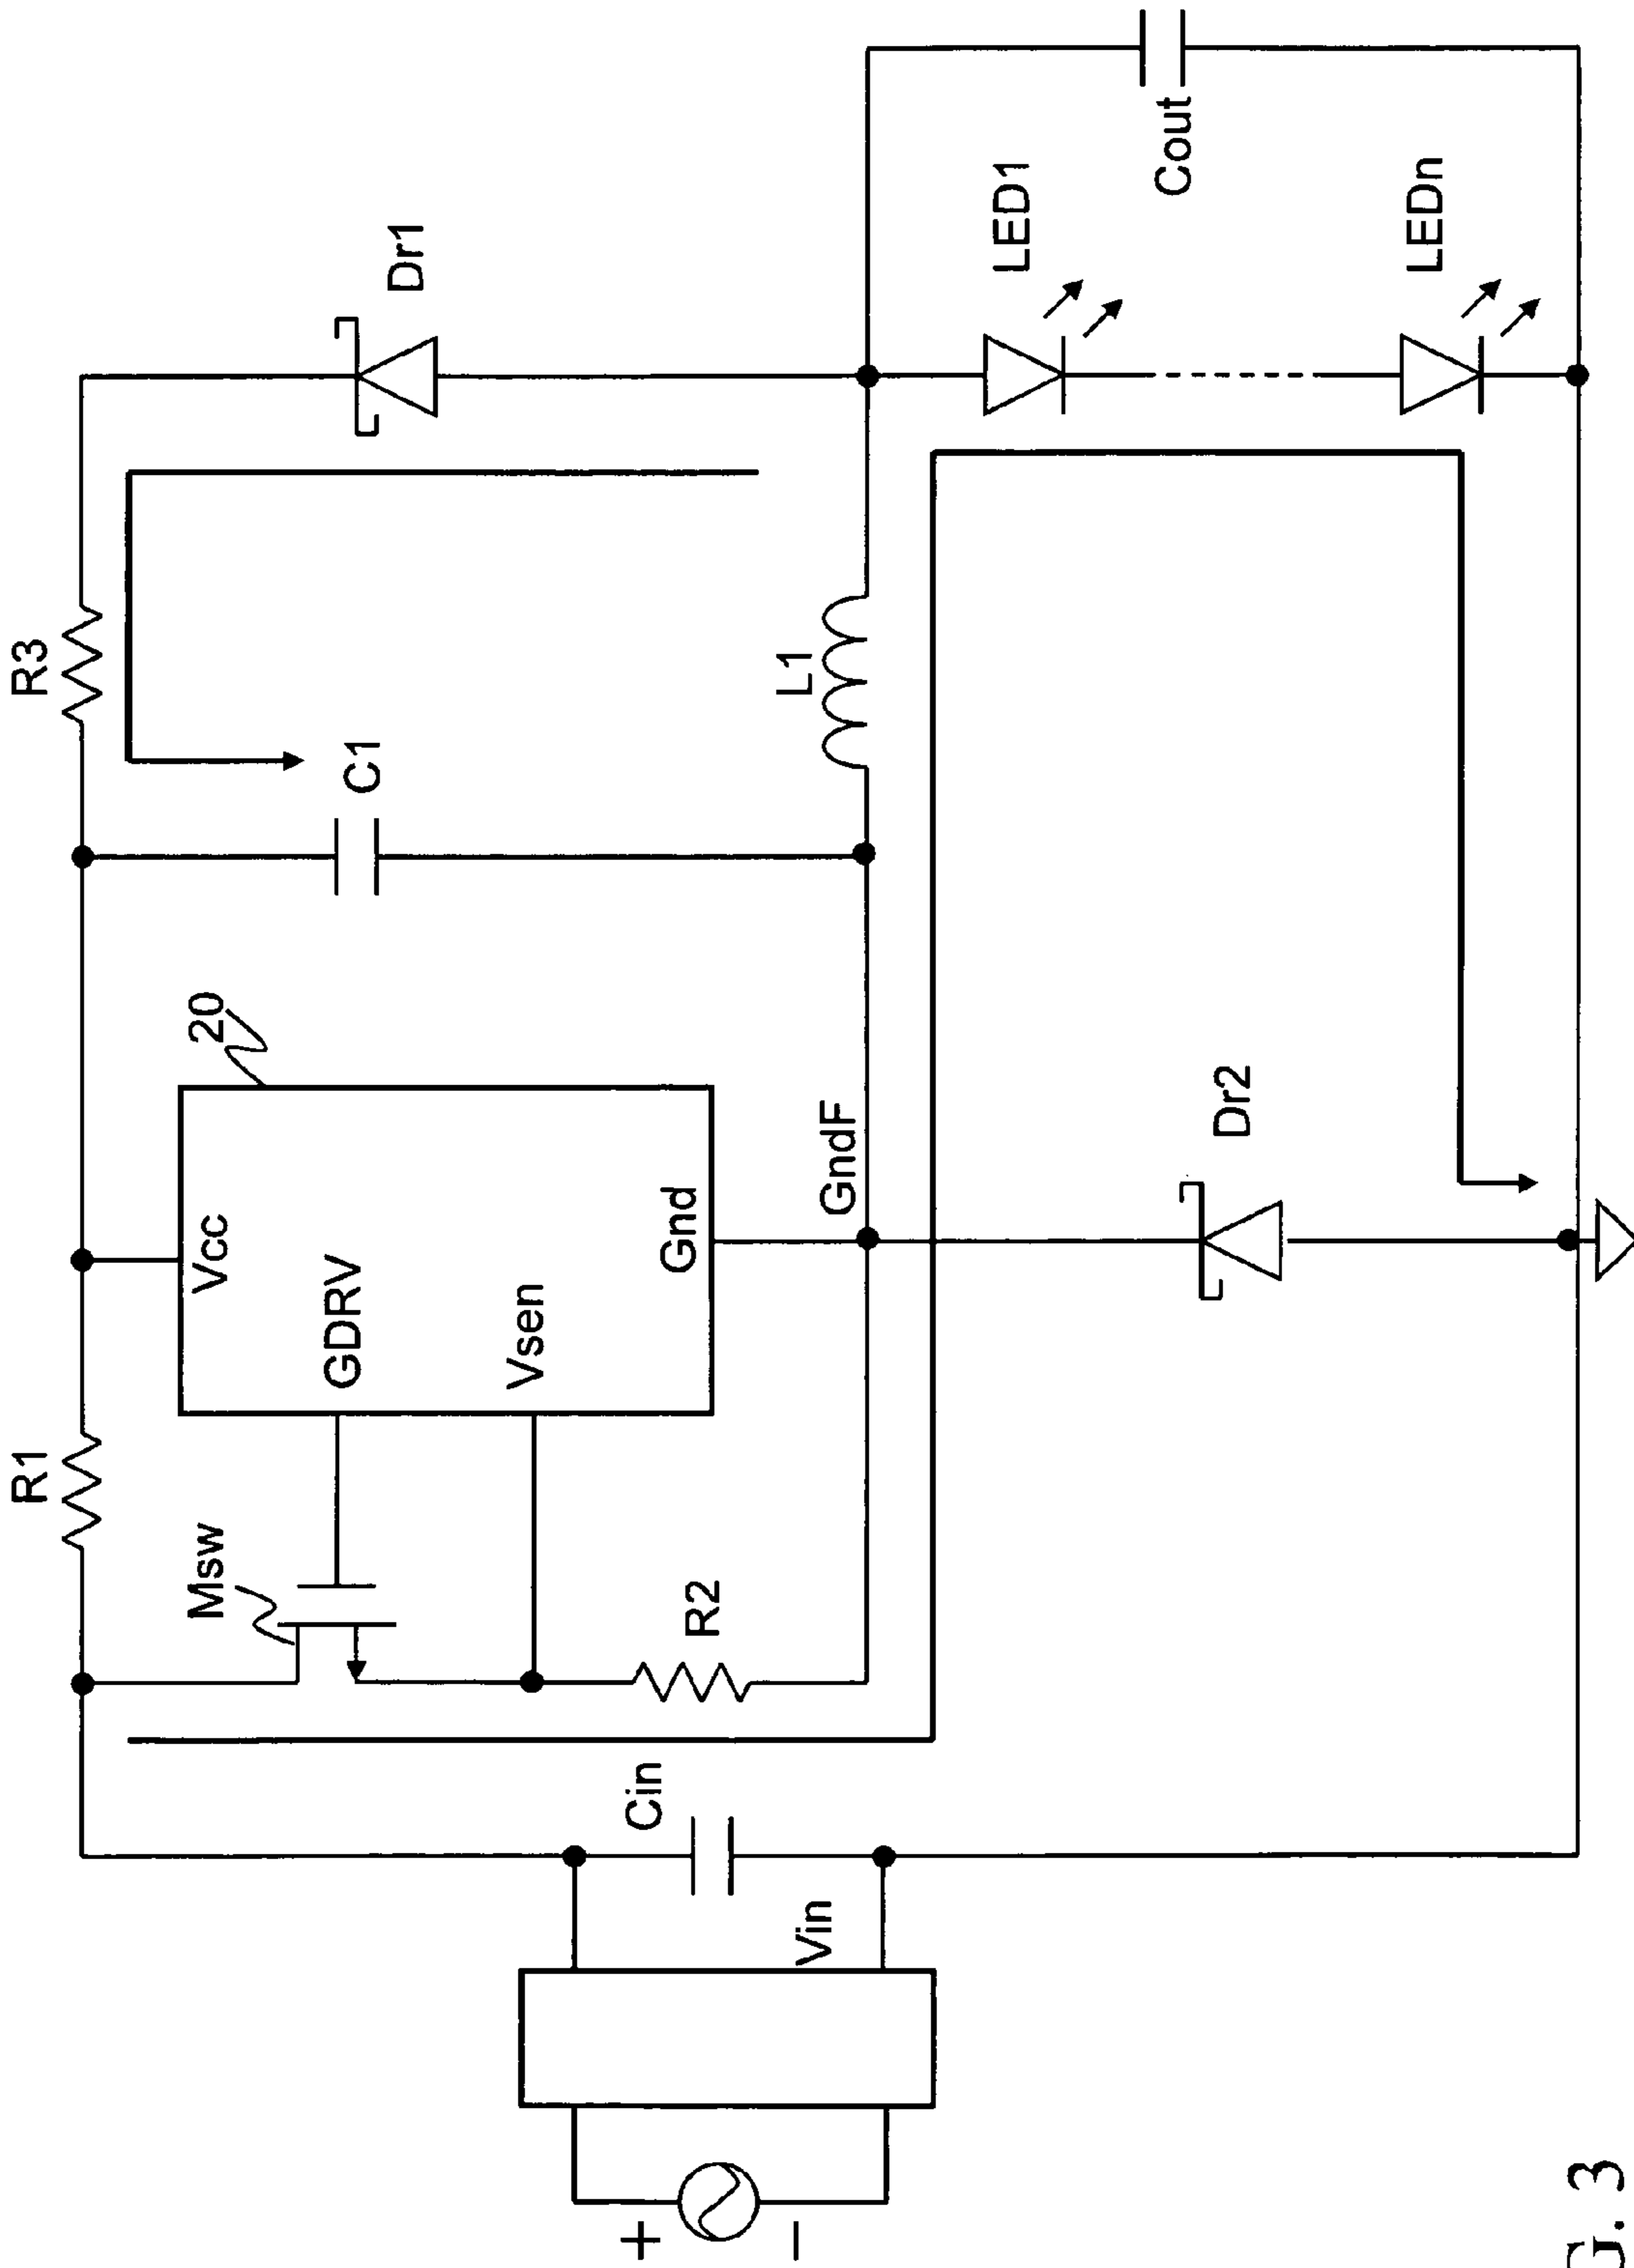 R1
R3
Msw
20
Vcc
GDRV
Vsen
Gnd
C1
Dr1
R2
L1
GndF
Cin
Vin
+
−
Dr2
LED1
LEDn
Cout
G. 3